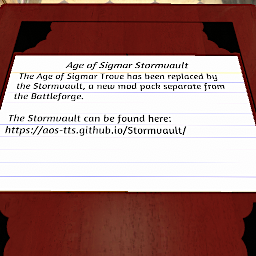 Age of Sigmar Stormvault
The Age of Sigmar Trove has been replaced by
the Stormvault, a new mod pack separate from
the Battleforge.
The Stormvault can be found here:
https://aos-tts.github.io/Stormvault/